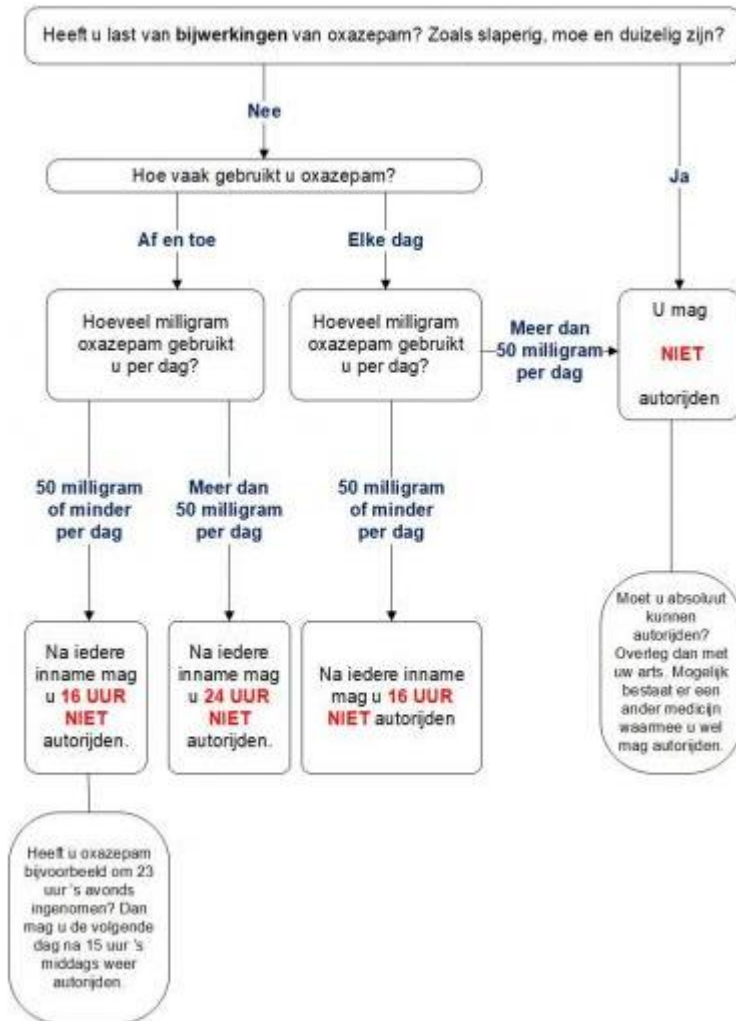 Heeft u last van bijwerkingen van oxazepam? Zoals slaperig, moe en duizelig zijn?
Nee
Hoe vaak gebruikt u oxazepam?
Ja
Af en toe
Elke dag
Hoeveel milligram
oxazepam gebruikt
u per dag?
Hoeveel milligram
oxazepam gebruikt
u per dag?
Meer dan
50 milligram
per dag
U mag
NIET
autorijden
50 milligram
of minder
per dag
Meer dan
50 milligram
per dag
50 milligram
of minder
per dag
Na iedere
inname mag
u 16 UUR
NIET
autorijden.
Na iedere
inname mag
u 24 UUR
NIET
autorijden.
Na iedere inname
mag u 16 UUR
NIET autorijden
Moet u absoluut
kunnen
autorijden?
Overleg dan met
uw arts. Mogelijk
bestaat er een
ander medicijn
waarmee u wel
mag autorijden.
Heeft u oxazepam
bijvoorbeeld om 23
uur 's avonds
ingenomen? Dan
mag u de volgende
dag na 15 uur 's
middags weer
autorijden.